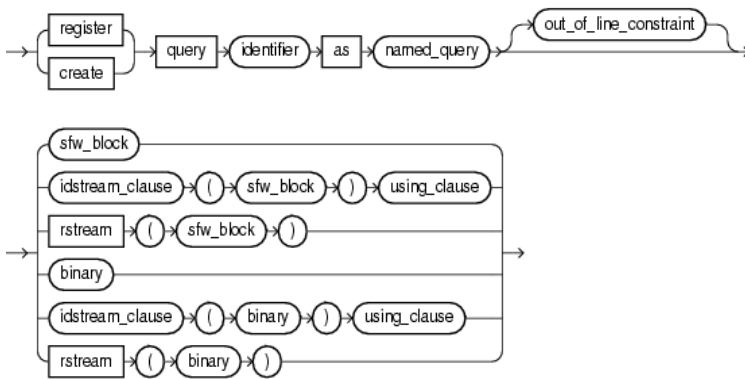 register
create
query identifier as named_query
out_of_line_constraint
sfw_block
idstream_clause ( sfw_block ) using_clause
rstream ( sfw_block )
binary
idstream_clause ( binary ) using_clause
rstream ( binary )